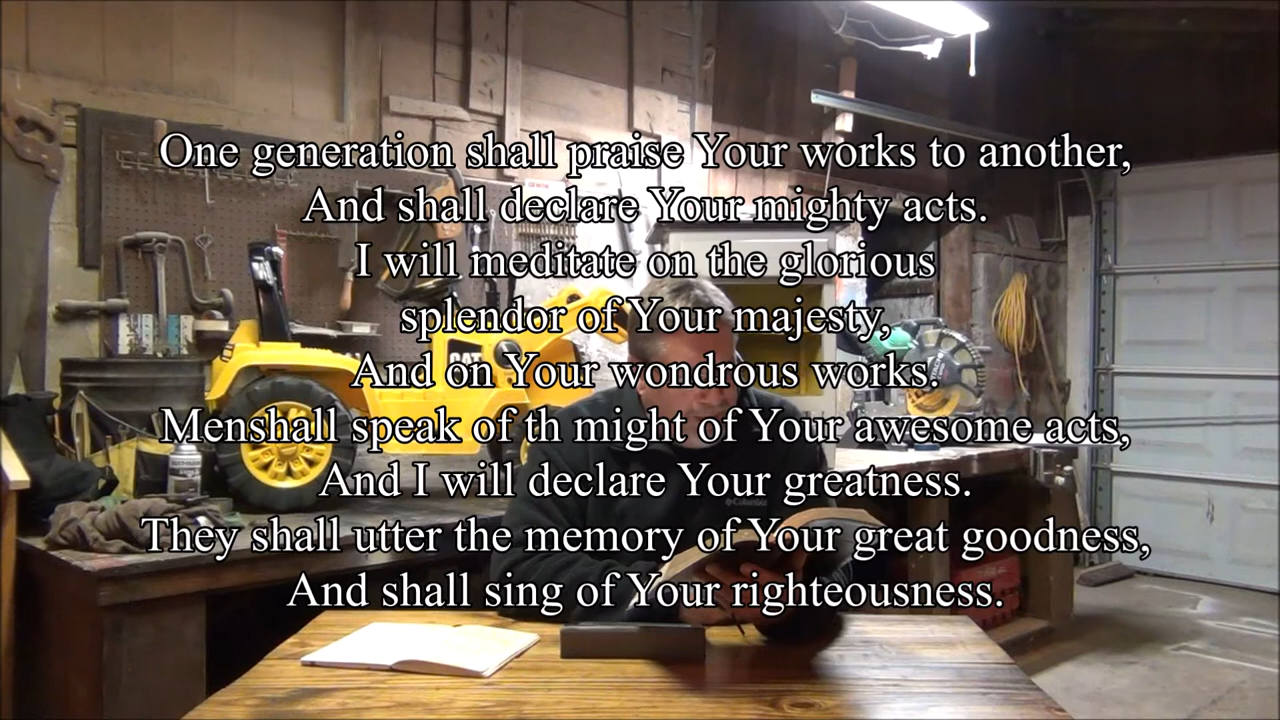 One generation shall praise Your works to another,
And shall declare Your mighty acts.
I will meditate on the glorious
splendor of Your majesty,
And on Your wondrous works.
Menshall speak of th might of Your awesome acts,
And I will declare Your greatness.
They shall utter the memory of Your great goodness,
And shall sing of Your righteousness.
CAT
Columbia